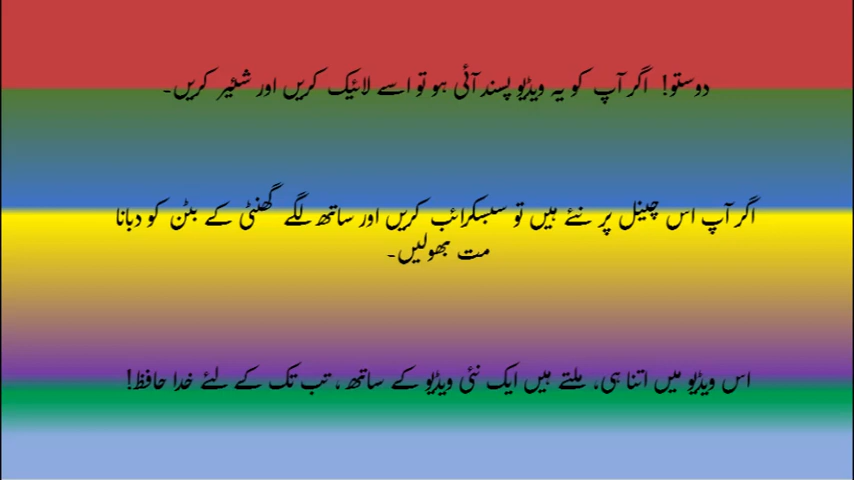 دوستو! اگر آپ کو یہ ویڈیو پسند آئی ہو تو اسے لائیک کریں اور شئیر کریں۔
اگر آپ اس چینل پر نئے ہیں تو سبسکرائب کریں اور ساتھ لگے گھنٹی کے بٹن کو دبانا
مت بھولیں۔
اس ویڈیو میں اتنا ہی، ملتے ہیں ایک نئی ویڈیو کے ساتھ، تب تک کے لئے خدا حافظ!